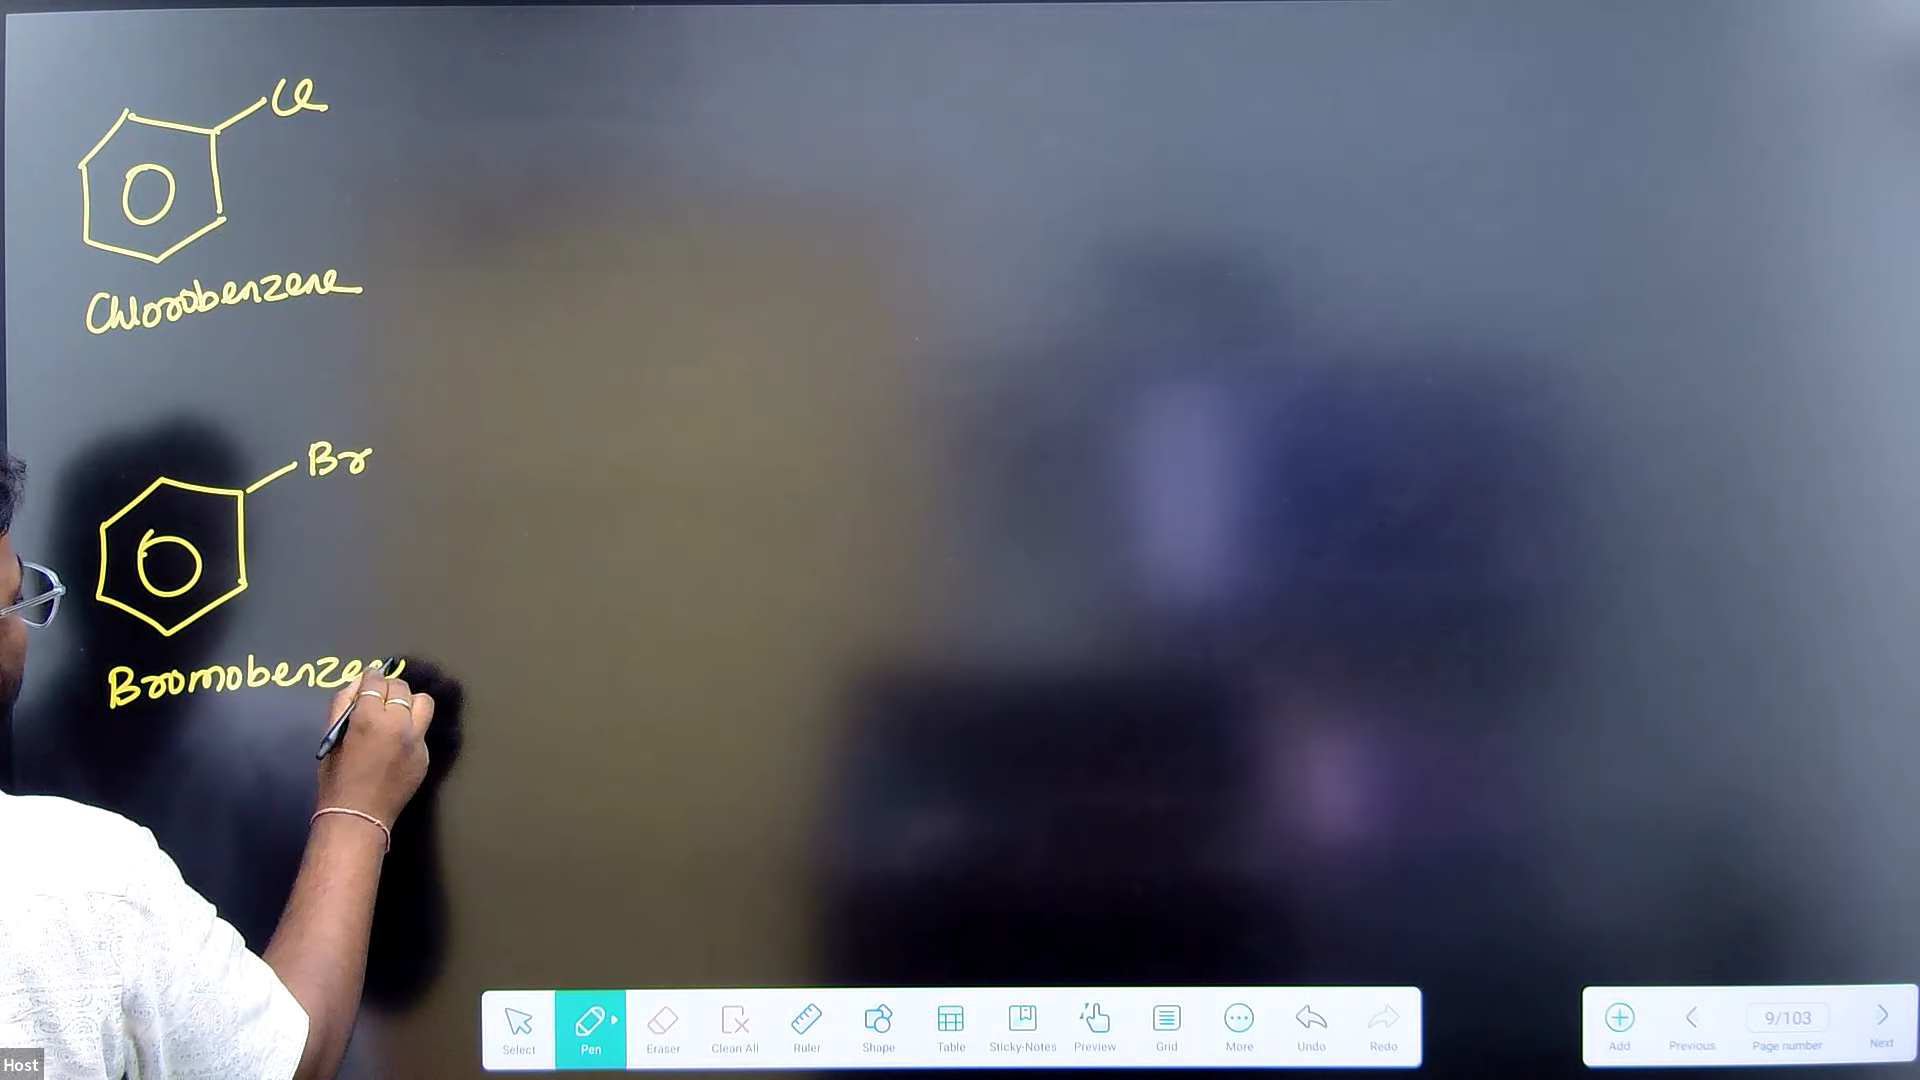 Cl
Chlorobenzene
Br
Select
Pen
Eraser
Clean All
Ruler
Shape
Table
Sticky-Notes
Preview
Grid
More
Undo
Redo
Add
Previous
9/103
Page number
Next
Host